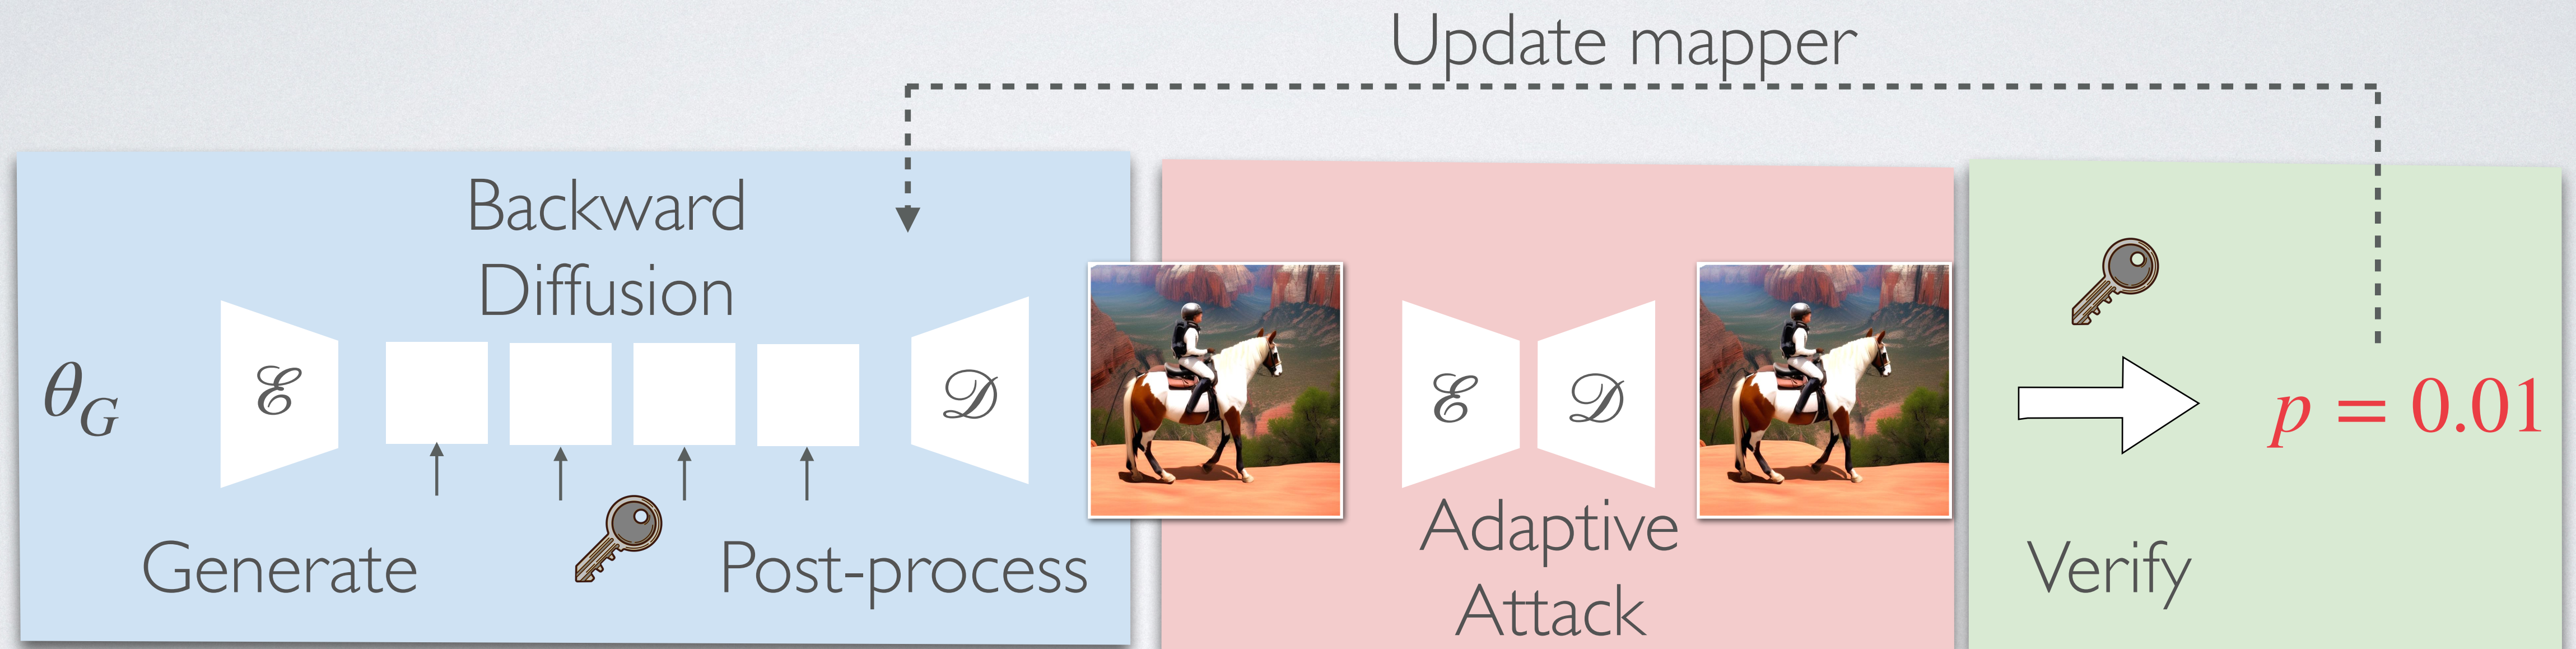 Update mapper
Backward
Diffusion
θ_G
ℰ
𝒟
Generate
Post-process
ℰ
𝒟
Adaptive
Attack
Verify
p = 0.01